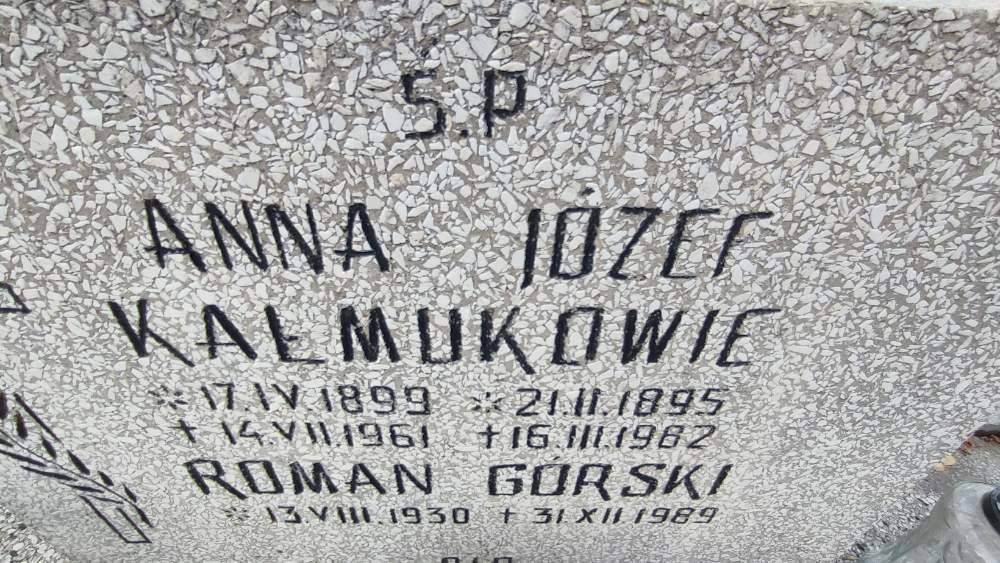 Ś.P
ANNA JÓZEF
KAŁMUKOWIE
* 17.IV.1899 * 21.II.1895
+ 14.VII.1961 + 16.III.1982
ROMAN GÓRSKI
* 13.VIII.1930 + 31.XII.1989